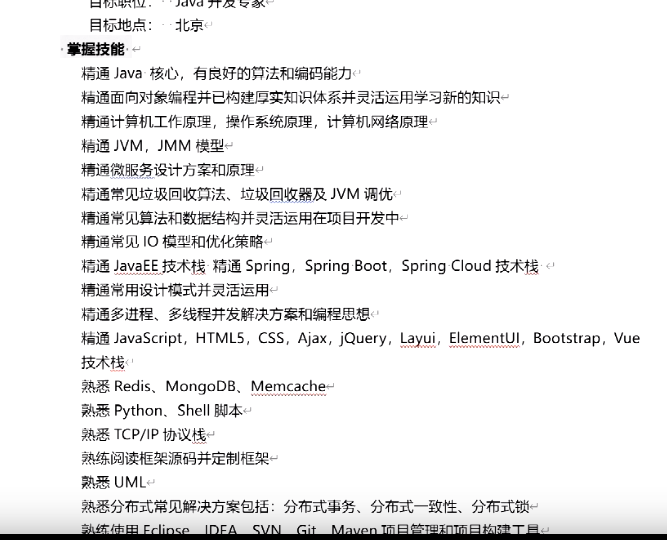 目标职位： Java 开发专家
目标地点： 北京
掌握技能
精通 Java 核心，有良好的算法和编码能力
精通面向对象编程并已构建厚实知识体系并灵活运用学习新的知识
精通计算机工作原理，操作系统原理，计算机网络原理
精通 JVM，JMM 模型
精通微服务设计方案和原理
精通常见垃圾回收算法、垃圾回收器及 JVM 调优
精通常见算法和数据结构并灵活运用在项目开发中
精通常见 IO 模型和优化策略
精通 JavaEE 技术栈 精通 Spring，Spring Boot，Spring Cloud 技术栈
精通常用设计模式并灵活运用
精通多进程、多线程并发解决方案和编程思想
精通 JavaScript，HTML5，CSS，Ajax，jQuery，Layui，ElementUI，Bootstrap，Vue
技术栈
熟悉 Redis、MongoDB、Memcache
熟悉 Python、Shell 脚本
熟悉 TCP/IP 协议栈
熟练阅读框架源码并定制框架
熟悉 UML
熟悉分布式常见解决方案包括：分布式事务、分布式一致性、分布式锁
熟练使用 Eclipse、IDEA、SVN、Git、Maven 项目管理和项目构建工具